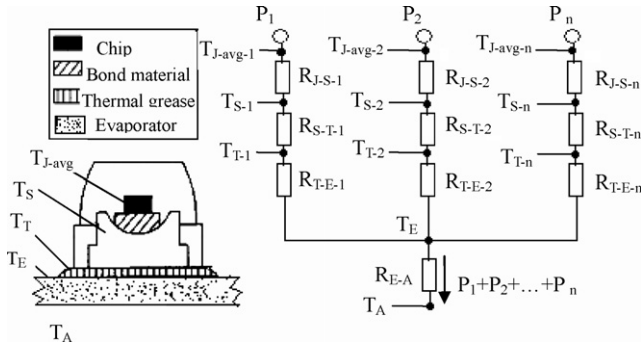 Chip
Bond material
Thermal grease
Evaporator
T_J-avg
T_S
T_T
T_E
T_A
P_1 P_2 P_n
T_J-avg-1 T_J-avg-2 T_J-avg-n
R_J-S-1 R_J-S-2 R_J-S-n
T_S-1 T_S-2 T_S-n
R_S-T-1 R_S-T-2 R_S-T-n
T_T-1 T_T-2 T_T-n
R_T-E-1 R_T-E-2 R_T-E-n
T_E
R_E-A P_1+P_2+…+P_n
T_A